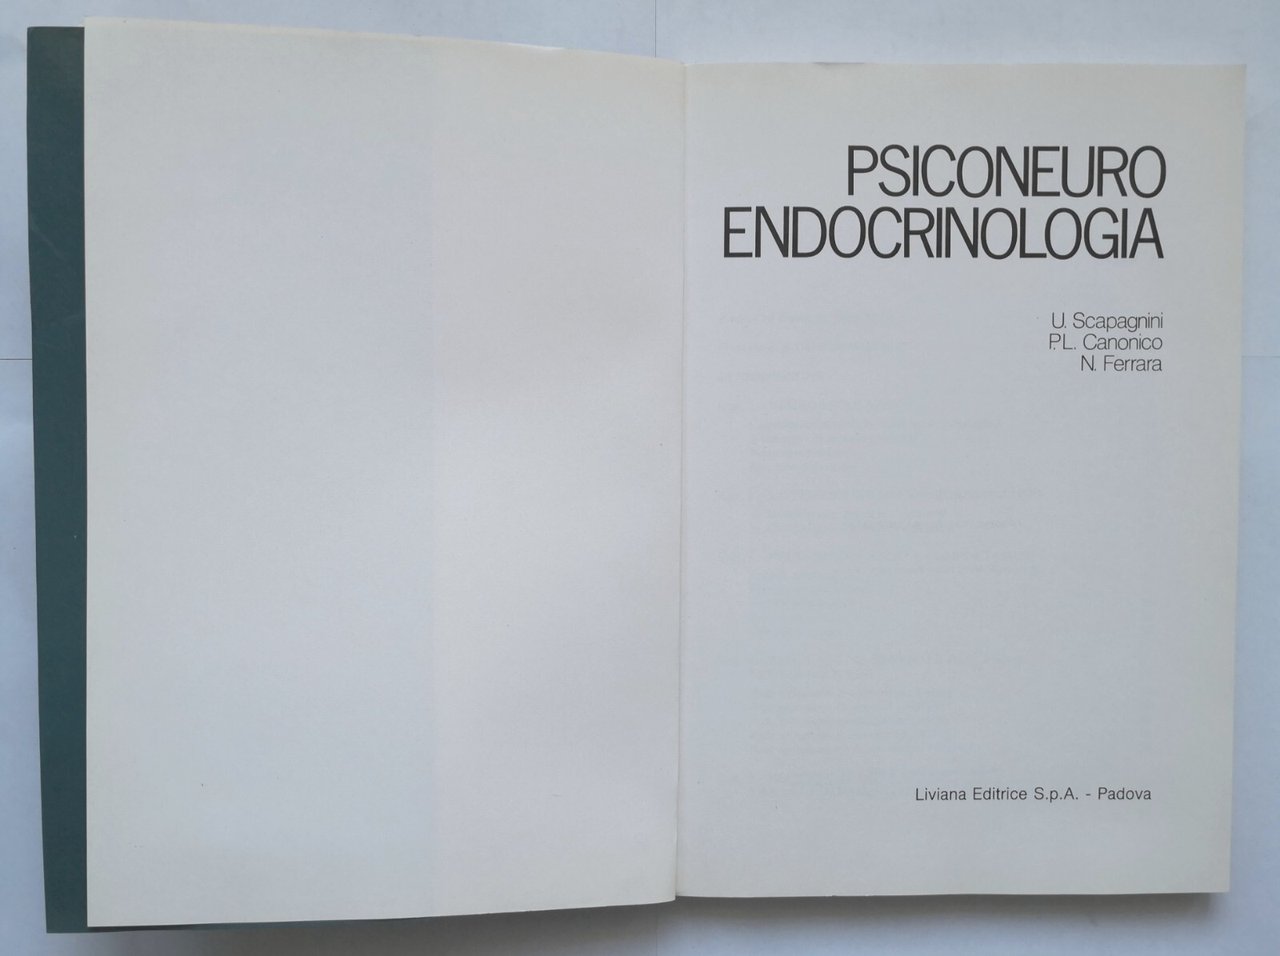 PSICONEURO
ENDOCRINOLOGIA
U. Scapagnini
P.L. Canonico
N. Ferrara
Liviana Editrice S.p.A. - Padova